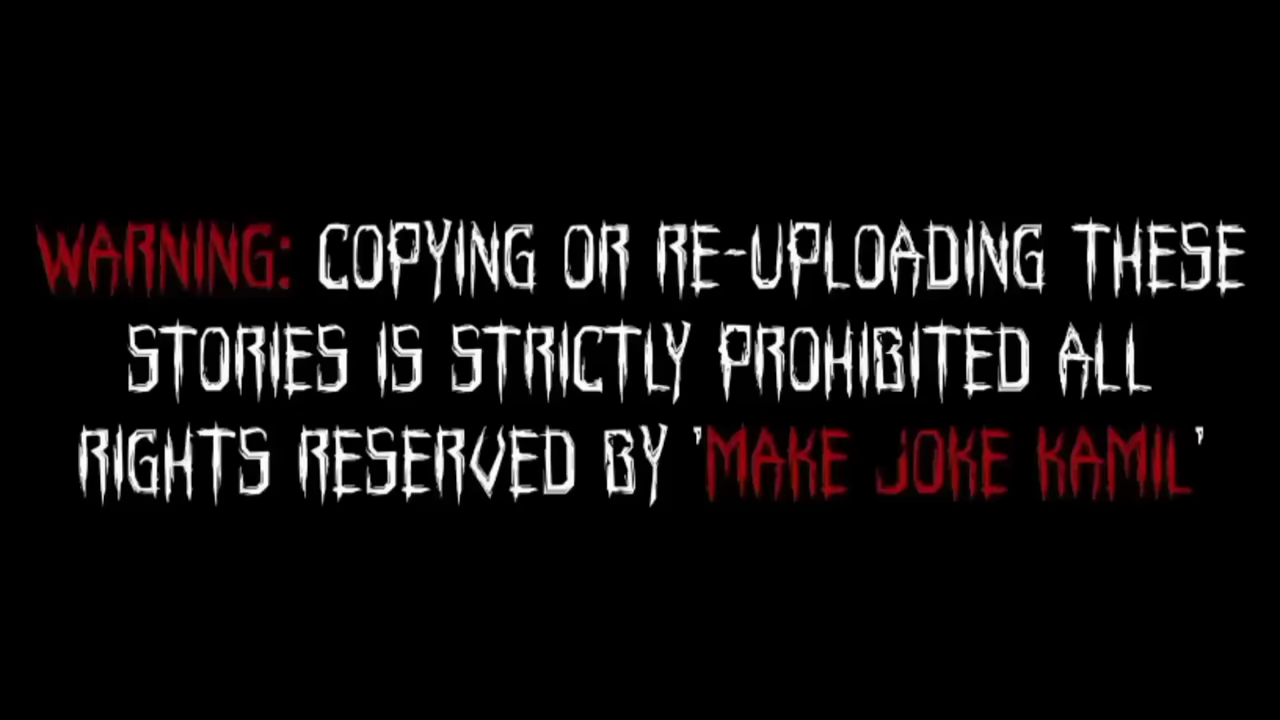 WARNING: COPYING OR RE-UPLOADING THESE
STORIES IS STRICTLY PROHIBITED ALL
RIGHTS RESERVED BY 'MAKE JOKE KAMIL'